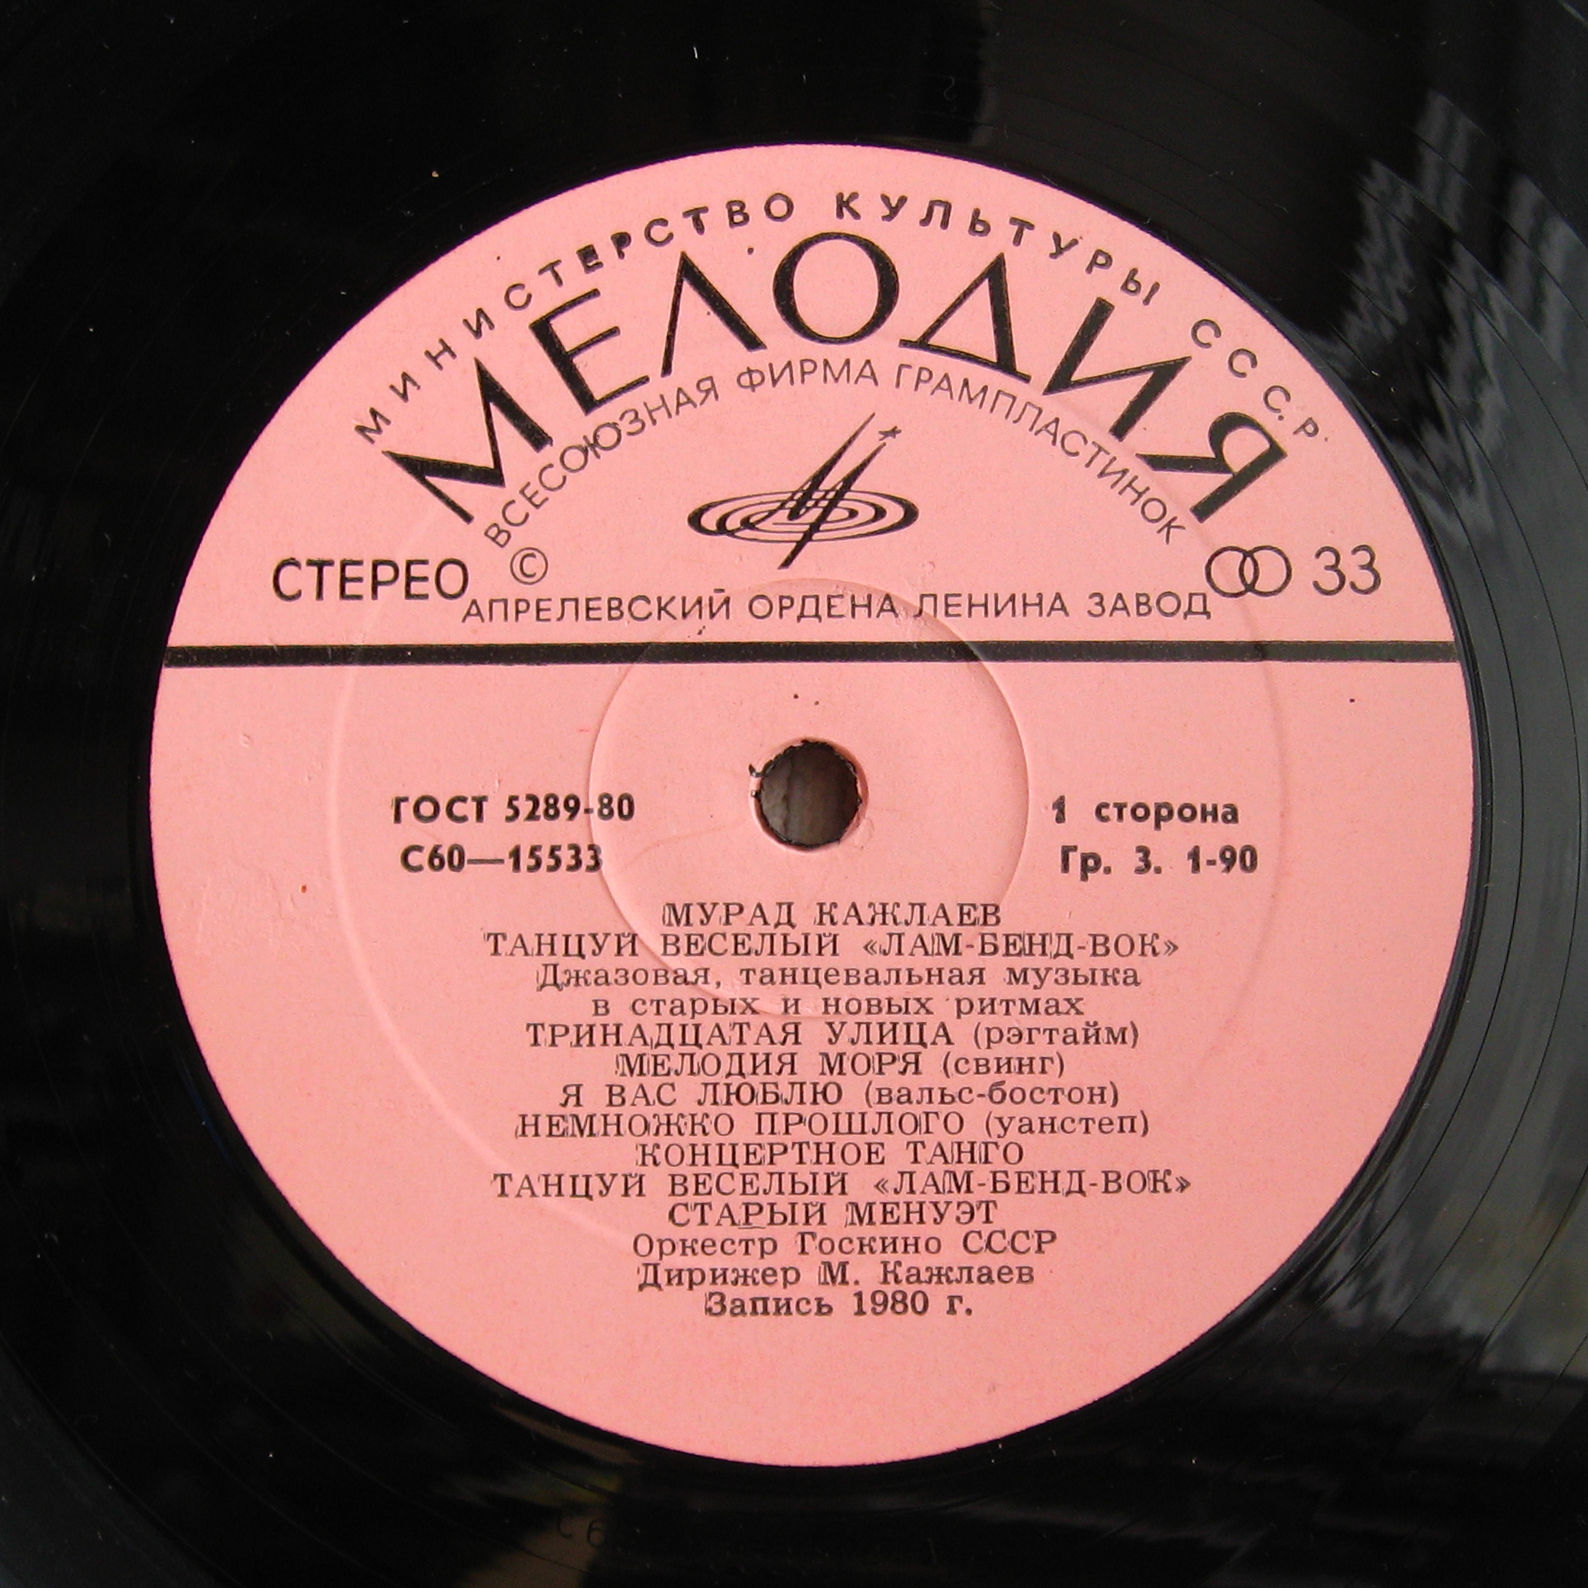 МИНИСТЕРСТВО КУЛЬТУРЫ СССР
МЕЛОДИЯ
ВСЕСОЮЗНАЯ ФИРМА ГРАМПЛАСТИНОК
СТЕРЕО © 33
АПРЕЛЕВСКИЙ ОРДЕНА ЛЕНИНА ЗАВОД
ГОСТ 5289-80 1 сторона
С60—15533 Гр. 3. 1-90
МУРАД КАЖЛАЕВ
ТАНЦУЙ ВЕСЕЛЫЙ «ЛАМ-БЕНД-ВОК»
Джазовая, танцевальная музыка
в старых и новых ритмах
ТРИНАДЦАТАЯ УЛИЦА (рэгтайм)
МЕЛОДИЯ МОРЯ (свинг)
Я ВАС ЛЮБЛЮ (вальс-бостон)
НЕМНОЖКО ПРОШЛОГО (уанстеп)
КОНЦЕРТНОЕ ТАНГО
ТАНЦУЙ ВЕСЕЛЫЙ «ЛАМ-БЕНД-ВОК»
СТАРЫЙ МЕНУЭТ
Оркестр Госкино СССР
Дирижер М. Кажлаев
Запись 1980 г.